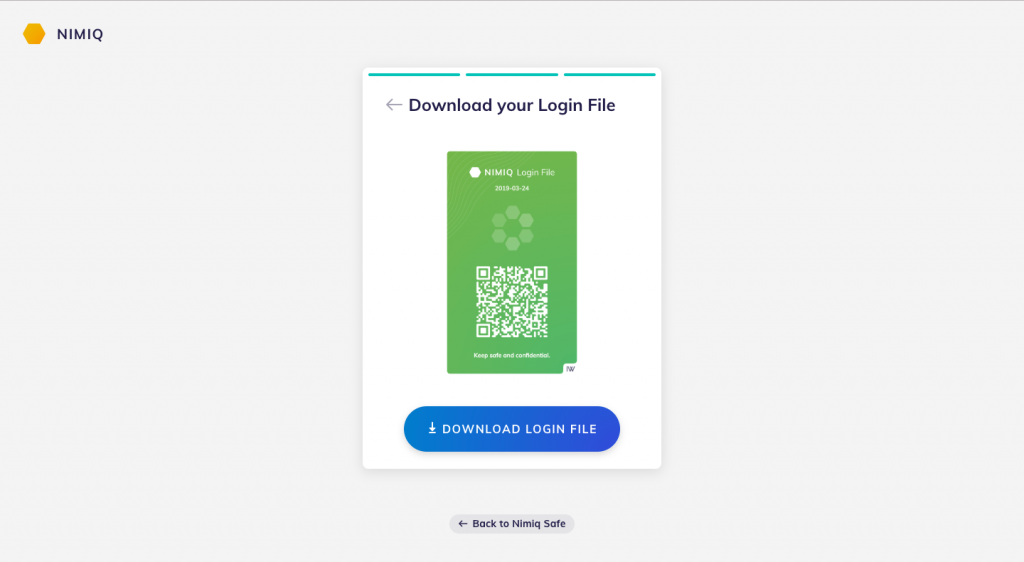 NIMIQ
Download your Login File
NIMIQ Login File
2019-03-24
Keep safe and confidential.
IW
DOWNLOAD LOGIN FILE
Back to Nimiq Safe